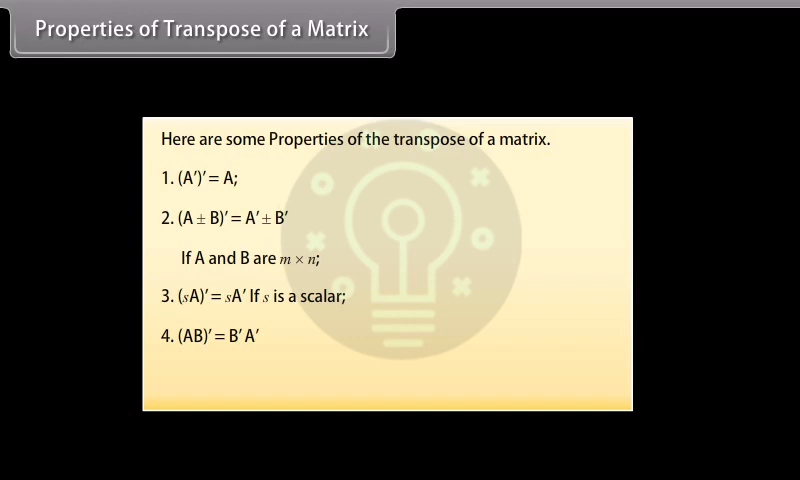 Properties of Transpose of a Matrix
Here are some Properties of the transpose of a matrix.
1. (A′)′ = A;
2. (A ± B)′ = A′ ± B′
If A and B are m × n;
3. (sA)′ = sA′ If s is a scalar;
4. (AB)′ = B′ A′